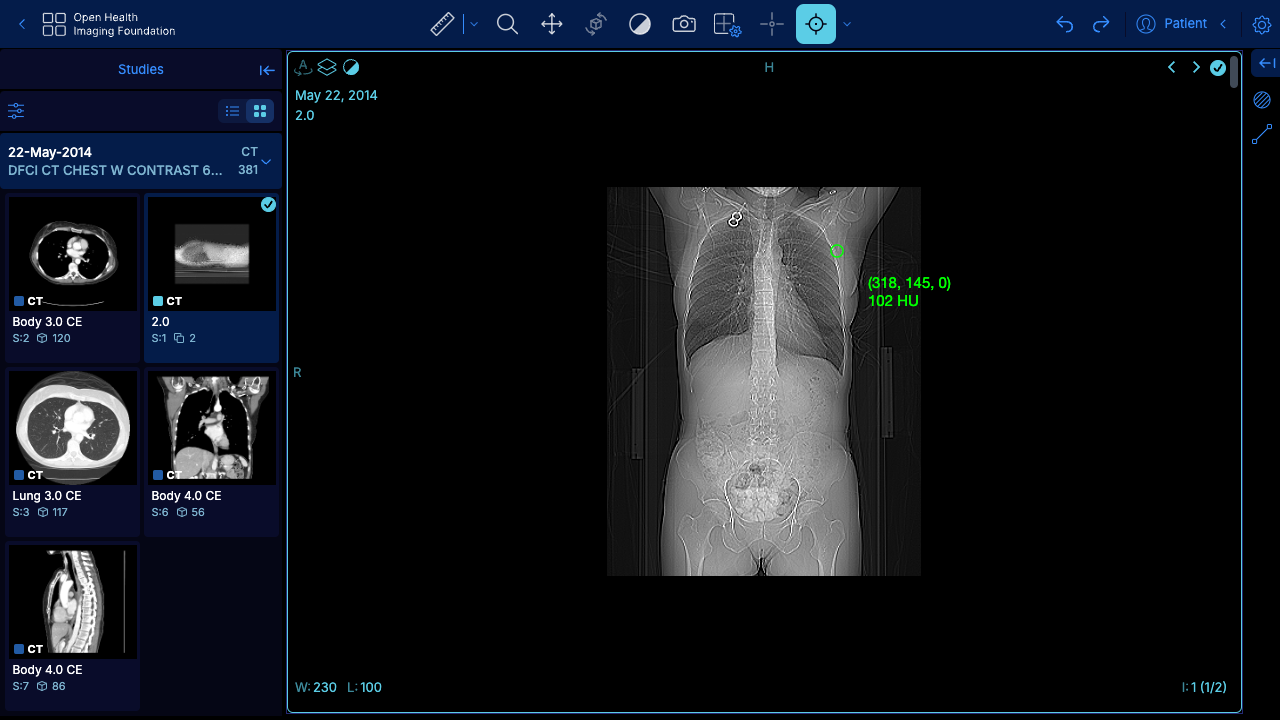 Open Health
Imaging Foundation
Patient
Studies
22-May-2014
CT
DFCI CT CHEST W CONTRAST 6...
381
CT
Body 3.0 CE
S:2 120
CT
2.0
S:1 2
CT
Lung 3.0 CE
S:3 117
CT
Body 4.0 CE
S:6 56
CT
Body 4.0 CE
S:7 86
A
H
May 22, 2014
2.0
R
(318, 145, 0)
102 HU
W: 230 L: 100
I: 1 (1/2)